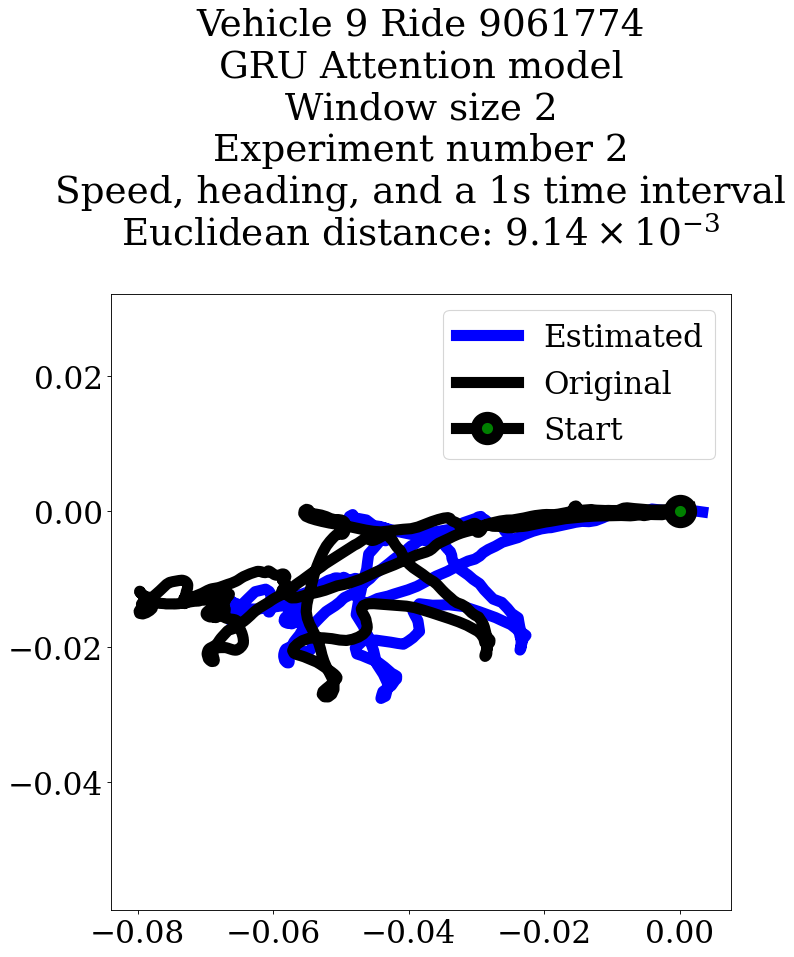 Vehicle 9 Ride 9061774
GRU Attention model
Window size 2
Experiment number 2
Speed, heading, and a 1s time interval
Euclidean distance: 9.14 × 10⁻³
Estimated
Original
Start
0.02
0.00
−0.02
−0.04
−0.08 −0.06 −0.04 −0.02 0.00